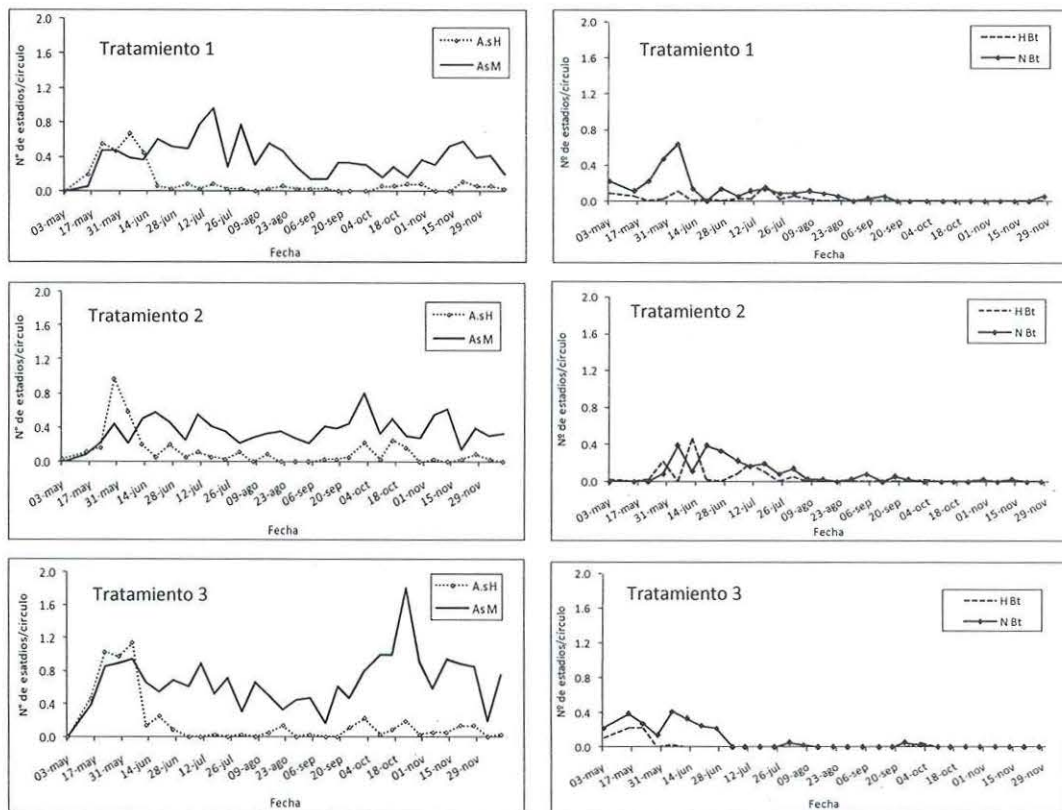 Tratamiento 1
A.sH
AsM
N° de estadios/círculo
2.0
1.6
1.2
0.8
0.4
0.0
03-may 17-may 31-may 14-jun 28-jun 12-jul 26-jul 09-ago 23-ago 06-sep 20-sep 04-oct 18-oct 01-nov 15-nov 29-nov
Fecha
Tratamiento 1
H Bt
N Bt
Nº de estadios/círculo
2.0
1.6
1.2
0.8
0.4
0.0
03-may 17-may 31-may 14-jun 28-jun 12-jul 26-jul 09-ago 23-ago 06-sep 20-sep 04-oct 18-oct 01-nov 15-nov 29-nov
Fecha
Tratamiento 2
A.sH
AsM
N° de estadios/círculo
2.0
1.6
1.2
0.8
0.4
0.0
03-may 17-may 31-may 14-jun 28-jun 12-jul 26-jul 09-ago 23-ago 06-sep 20-sep 04-oct 18-oct 01-nov 15-nov 29-nov
Fecha
Tratamiento 2
H Bt
N Bt
Nº de estadios/círculo
2.0
1.6
1.2
0.8
0.4
0.0
03-may 17-may 31-may 14-jun 28-jun 12-jul 26-jul 09-ago 23-ago 06-sep 20-sep 04-oct 18-oct 01-nov 15-nov 29-nov
Fecha
Tratamiento 3
A.sH
AsM
N° de esatdios/círculo
2.0
1.6
1.2
0.8
0.4
0.0
03-may 17-may 31-may 14-jun 28-jun 12-jul 26-jul 09-ago 23-ago 06-sep 20-sep 04-oct 18-oct 01-nov 15-nov 29-nov
Fecha
Tratamiento 3
H Bt
N Bt
Nº de estadios/círculo
2.0
1.6
1.2
0.8
0.4
0.0
03-may 17-may 31-may 14-jun 28-jun 12-jul 26-jul 09-ago 23-ago 06-sep 20-sep 04-oct 18-oct 01-nov 15-nov 29-nov
Fecha